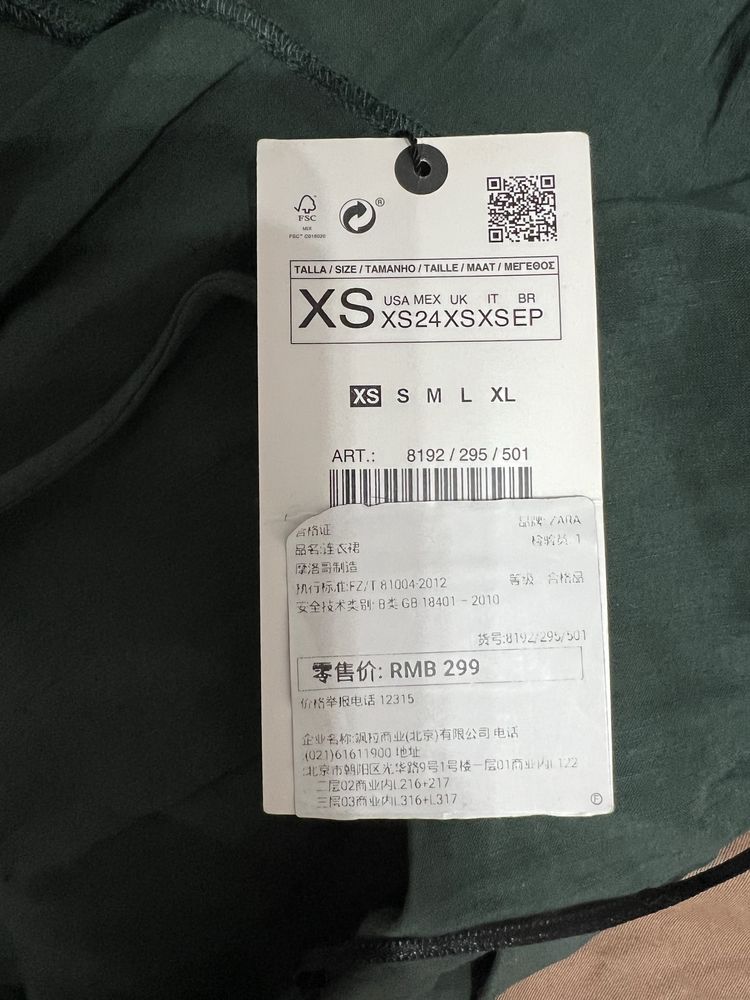 FSC
MIX
FSC™ C016020
®
TALLA / SIZE / TAMANHO / TAILLE / MAAT / ΜΕΓΕΘΟΣ
XS
USA MEX UK IT BR
XS 24 XS XS EP
XS S M L XL
ART.: 8192 / 295 / 501
合格证 品牌: ZARA
品名:连衣裙 检验员: 1
摩洛哥制造
执行标准:FZ/T 81004-2012 等级: 合格品
安全技术类别: B类 GB 18401 - 2010
货号:8192/295/501
零售价: RMB 299
价格举报电话 12315
企业名称:飒拉商业(北京)有限公司 电话
:(021)61611900 地址
:北京市朝阳区光华路9号1号楼一层01商业内L122
二层02商业内L216+217
三层03商业内L316+L317
F